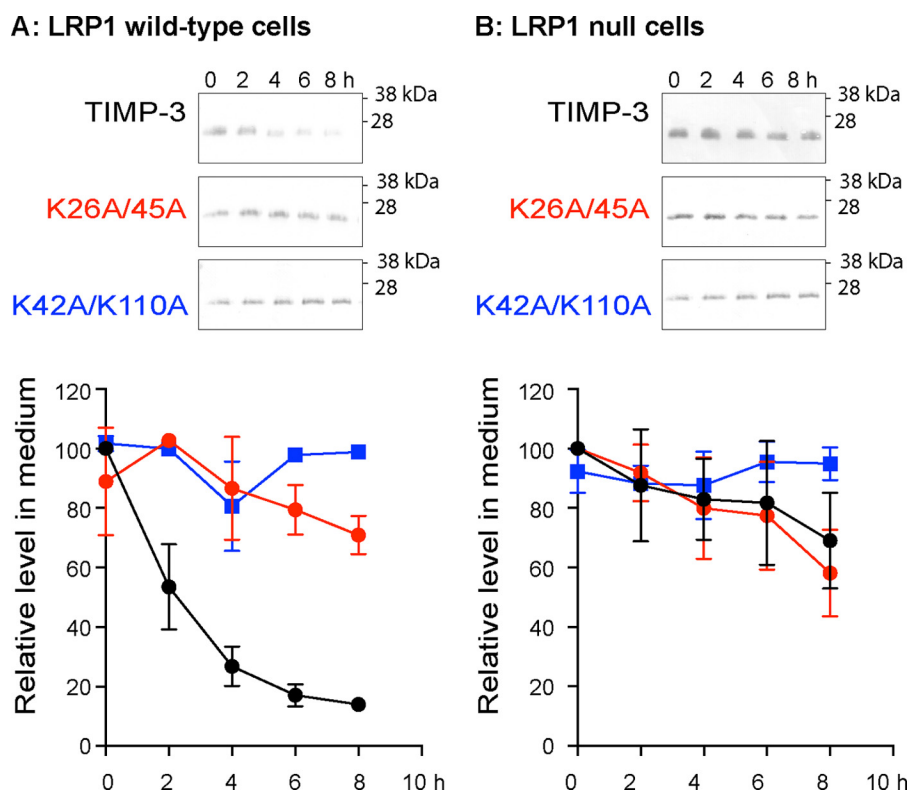 A: LRP1 wild-type cells
0 2 4 6 8 h
TIMP-3
38 kDa
28
K26A/45A
38 kDa
28
K42A/K110A
38 kDa
28
Relative level in medium
120
100
80
60
40
20
0
0 2 4 6 8 10 h
B: LRP1 null cells
0 2 4 6 8 h
TIMP-3
38 kDa
28
K26A/45A
38 kDa
28
K42A/K110A
38 kDa
28
Relative level in medium
120
100
80
60
40
20
0
0 2 4 6 8 10 h